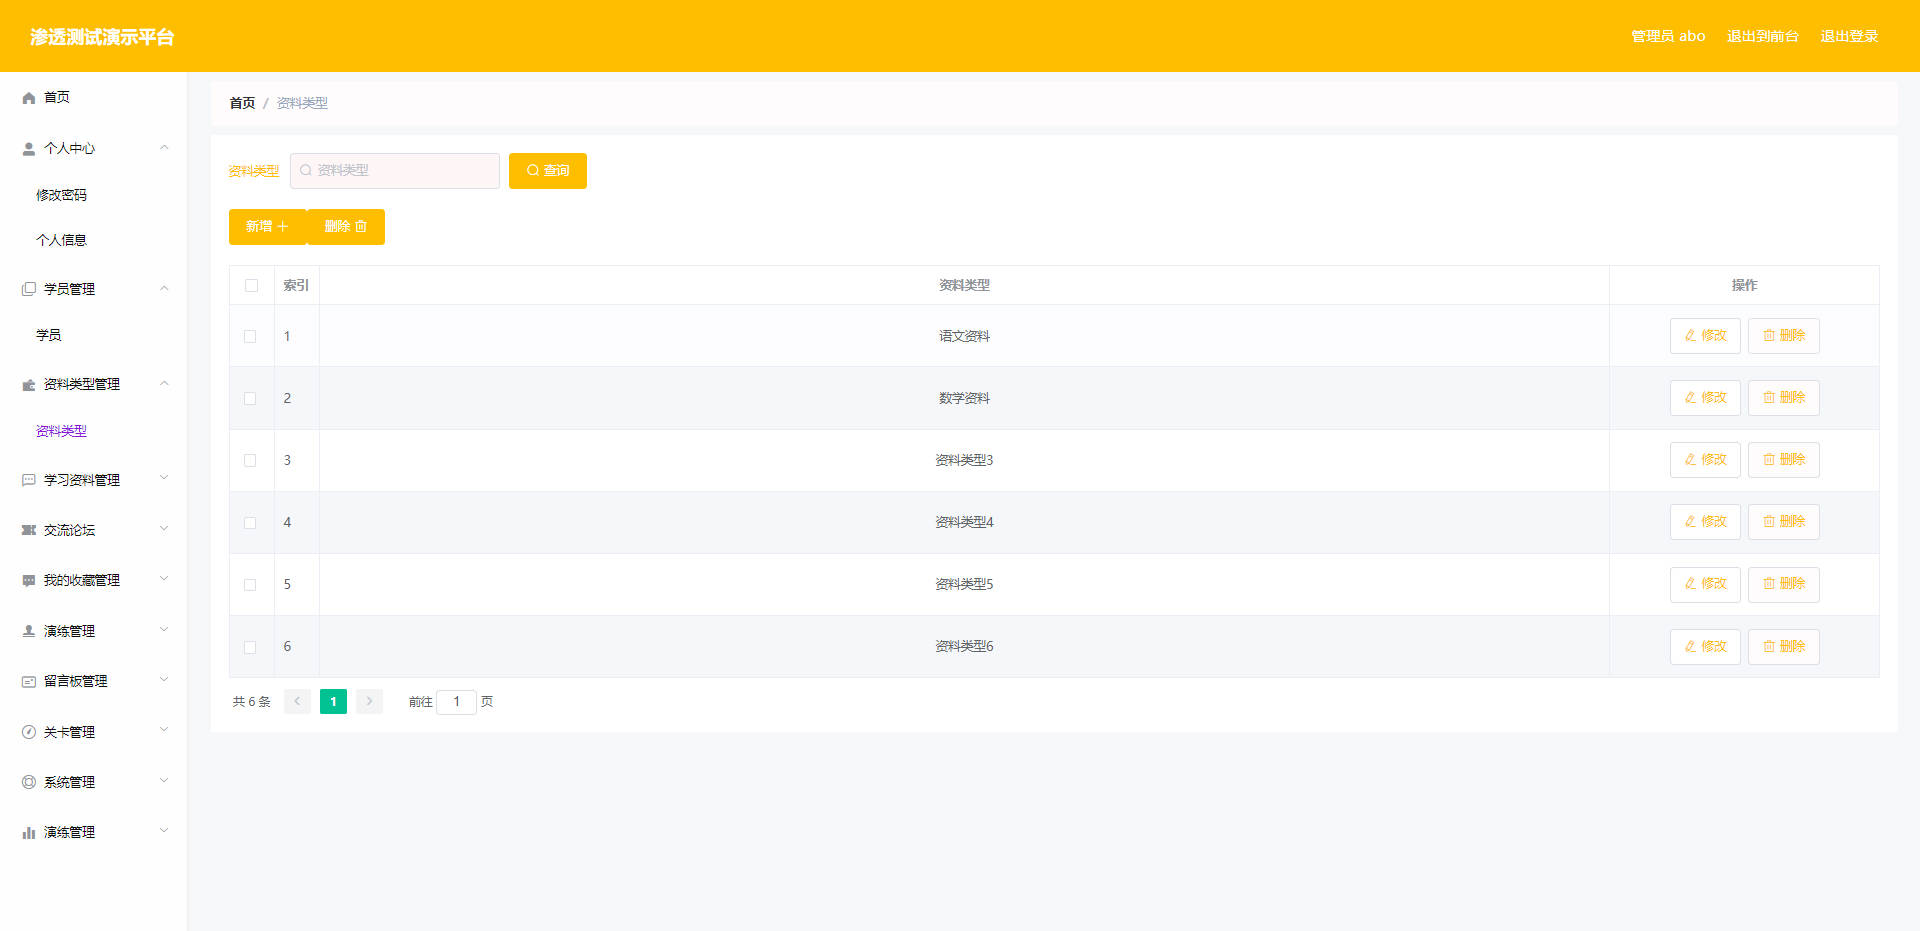 渗透测试演示平台
管理员 abo 退出到前台 退出登录
首页
个人中心
修改密码
个人信息
学员管理
学员
资料类型管理
资料类型
学习资料管理
交流论坛
我的收藏管理
演练管理
留言板管理
关卡管理
系统管理
演练管理
首页 / 资料类型
资料类型 资料类型 查询
新增 删除
索引 资料类型 操作
1 语文资料 修改 删除
2 数学资料 修改 删除
3 资料类型3 修改 删除
4 资料类型4 修改 删除
5 资料类型5 修改 删除
6 资料类型6 修改 删除
共 6 条 1 前往 1 页